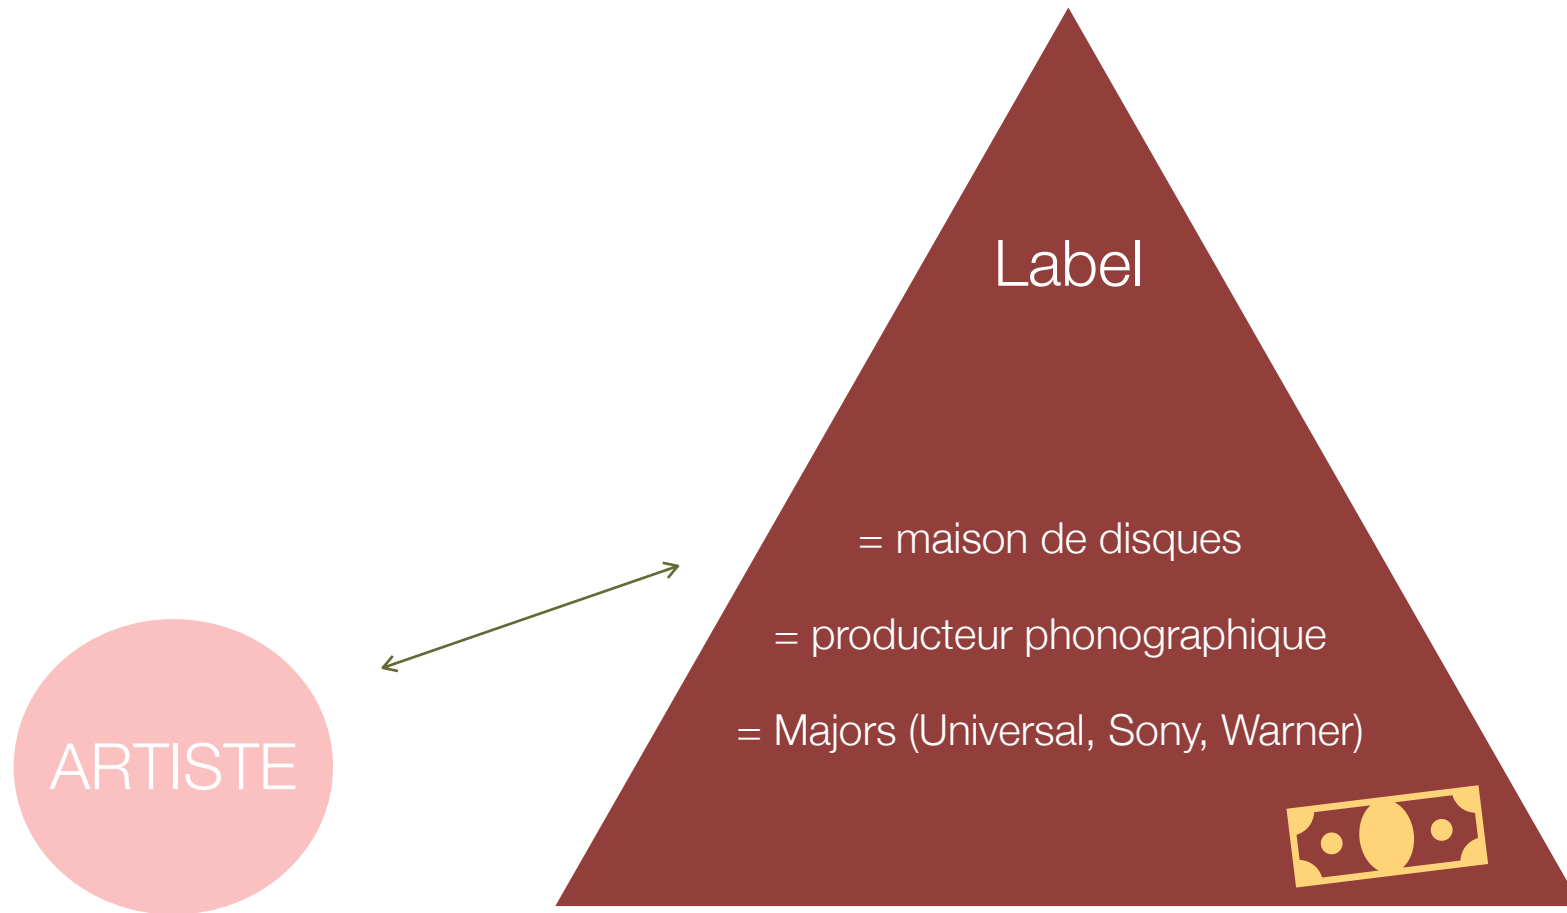 Label
= maison de disques
= producteur phonographique
= Majors (Universal, Sony, Warner)
ARTISTE